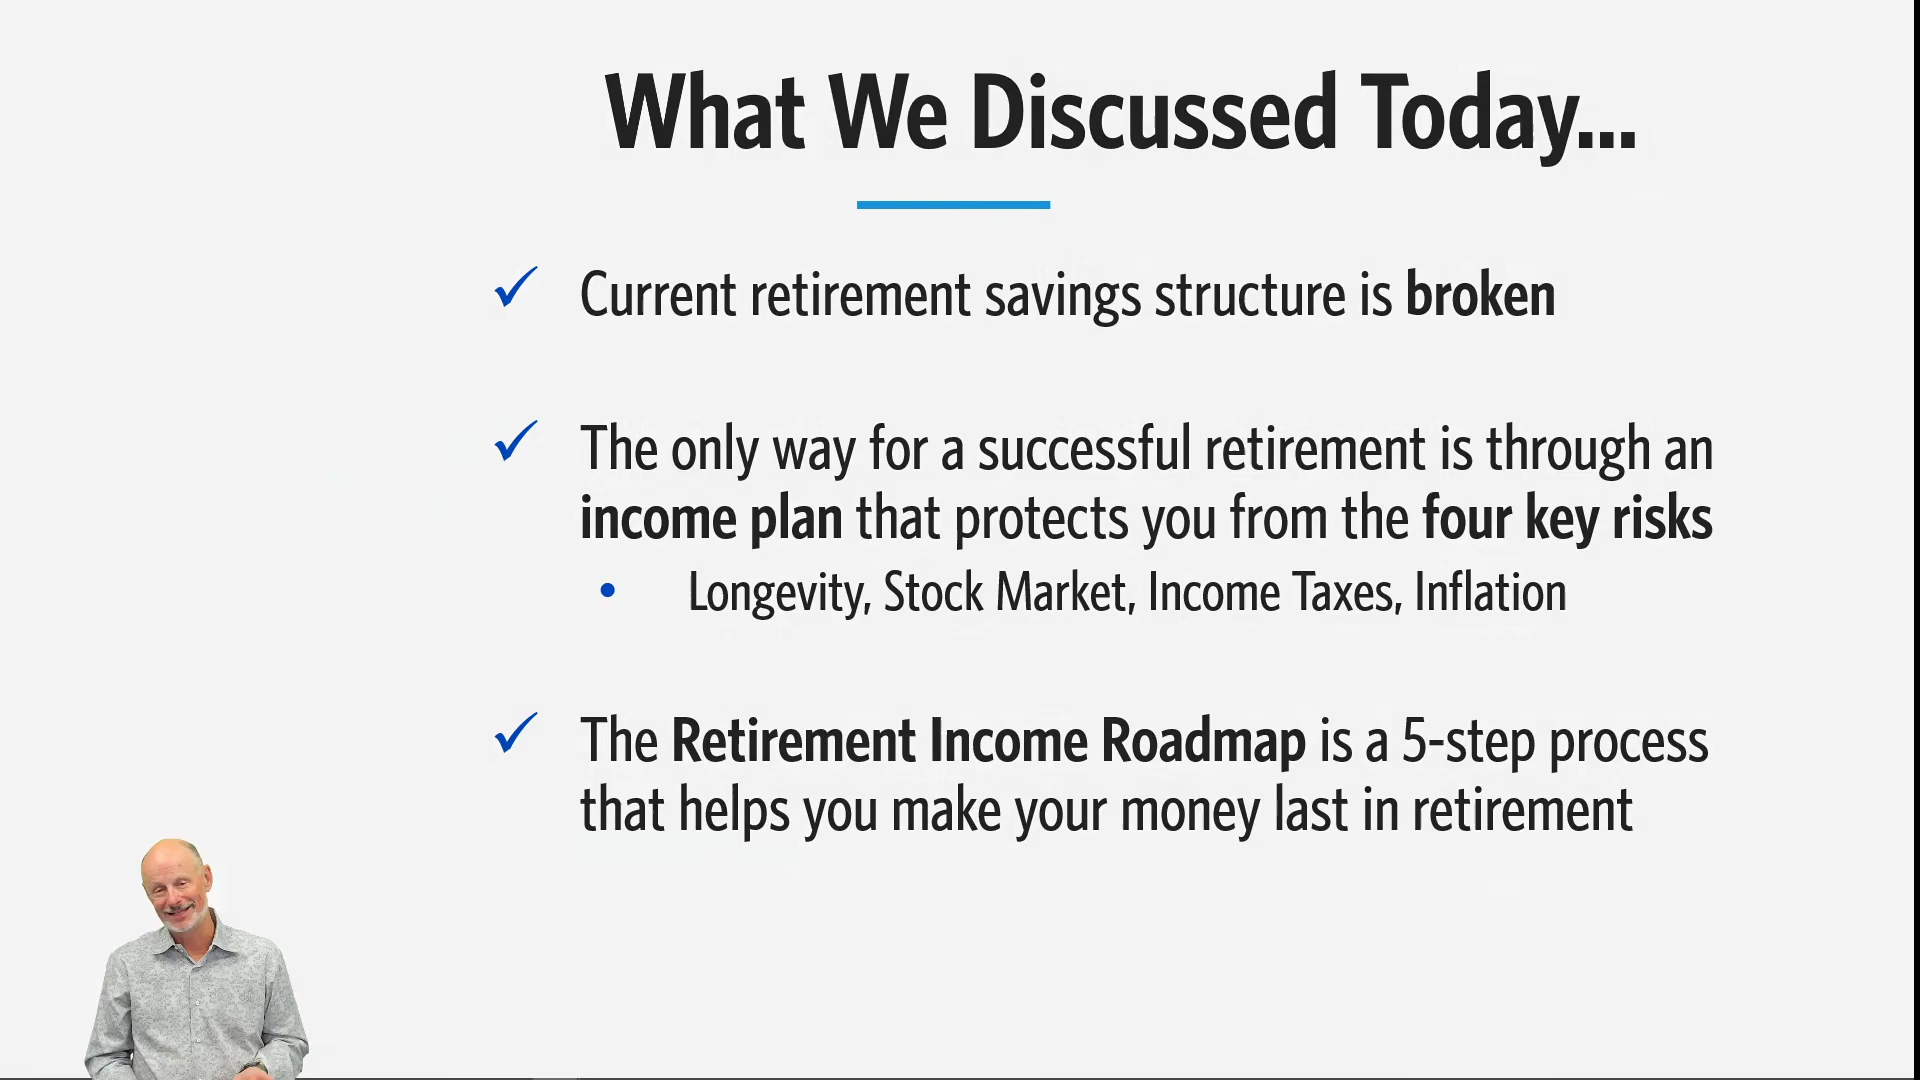 What We Discussed Today...
✓ Current retirement savings structure is broken
✓ The only way for a successful retirement is through an
income plan that protects you from the four key risks
• Longevity, Stock Market, Income Taxes, Inflation
✓ The Retirement Income Roadmap is a 5-step process
that helps you make your money last in retirement